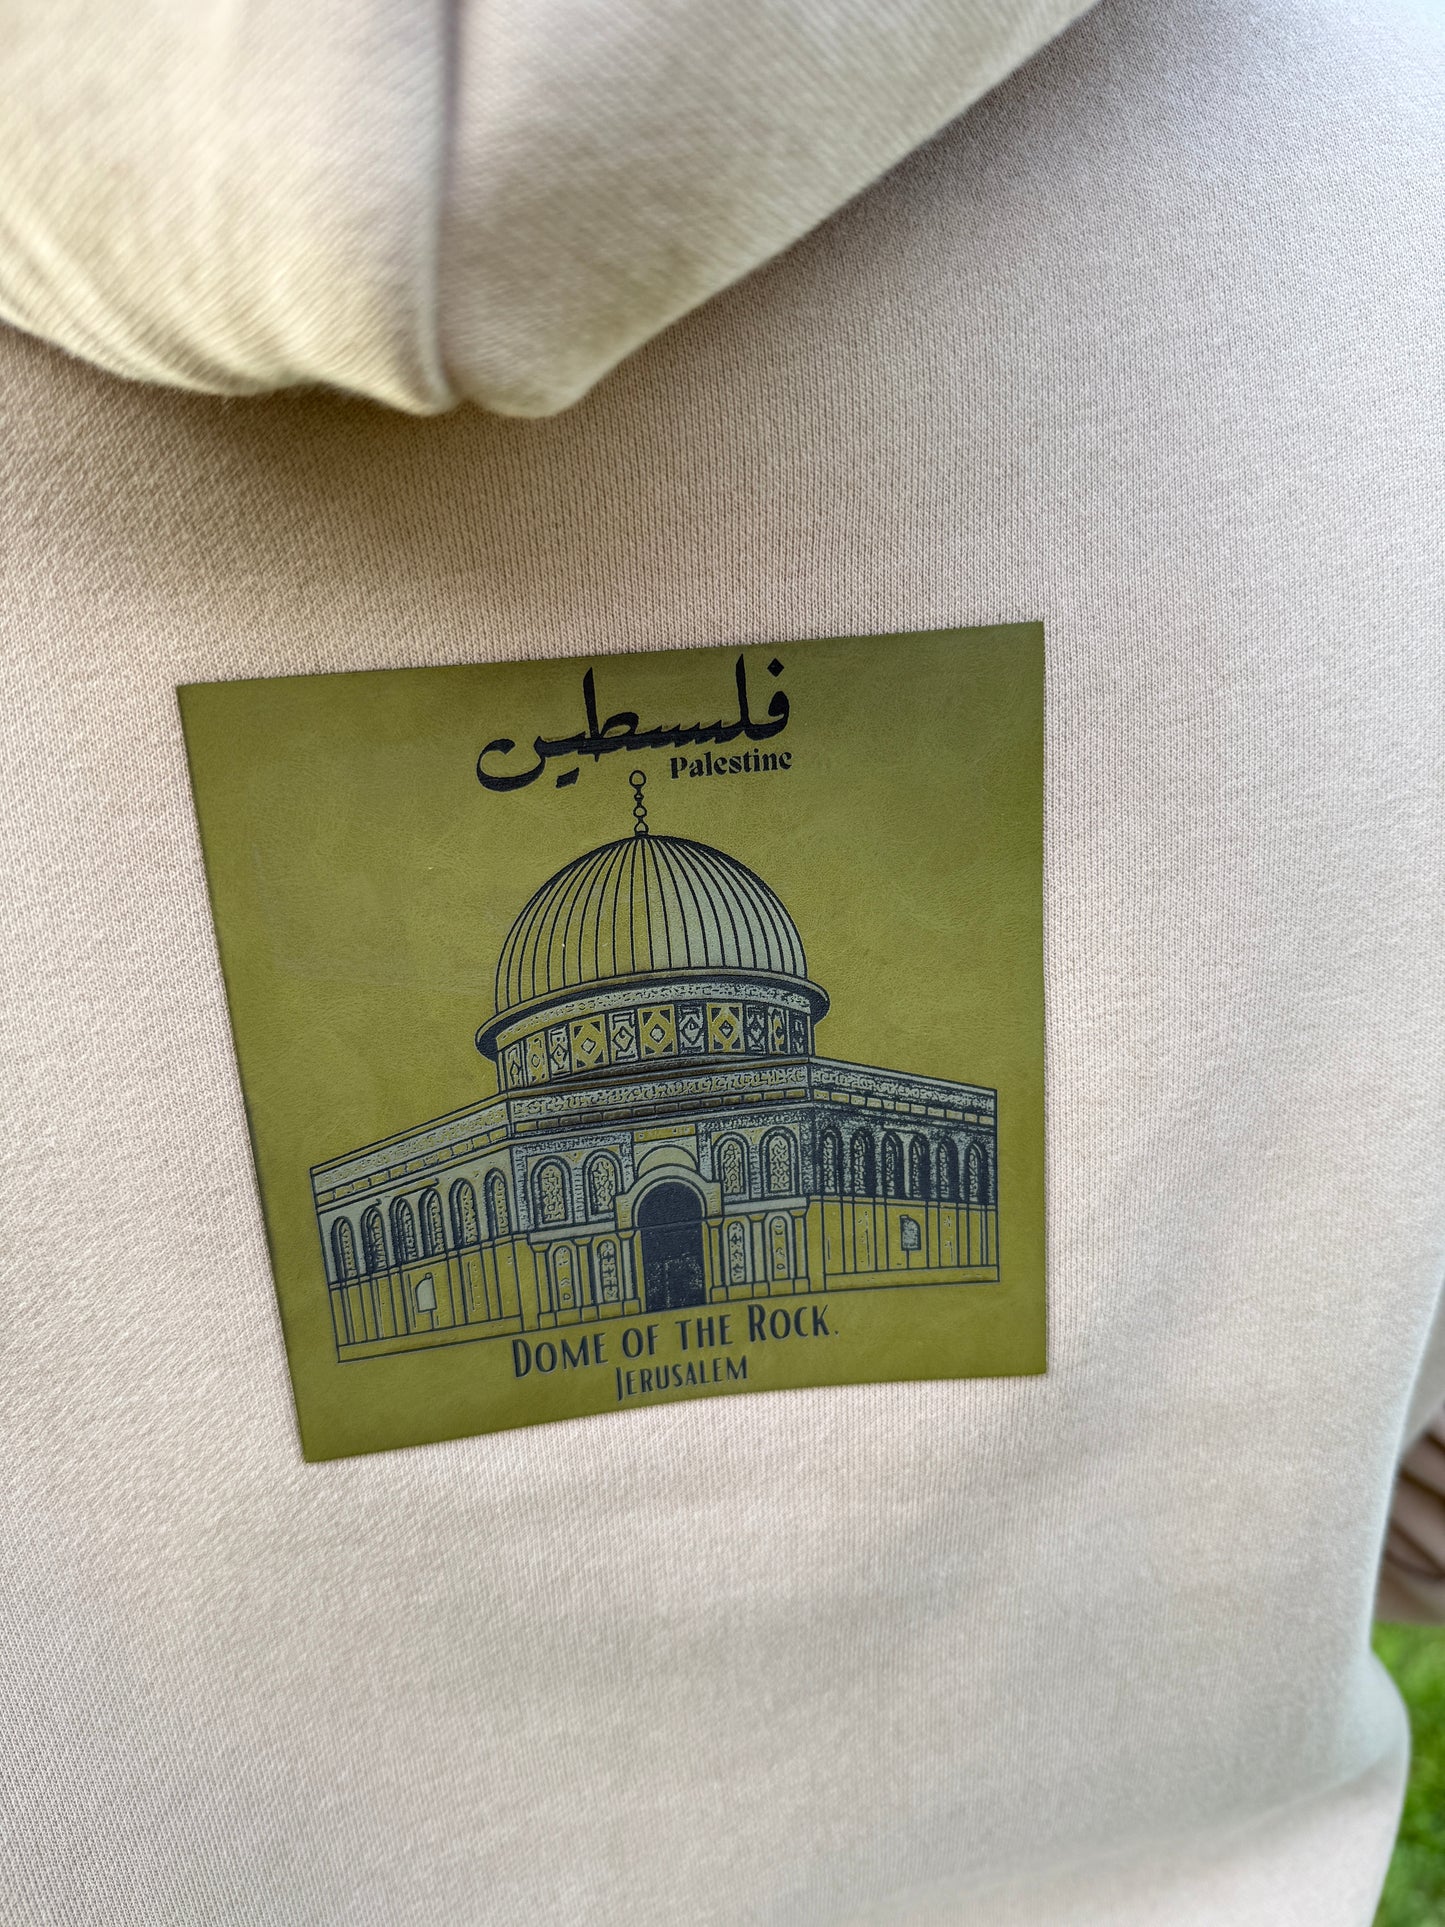 فلسطين
Palestine
DOME OF THE ROCK.
JERUSALEM